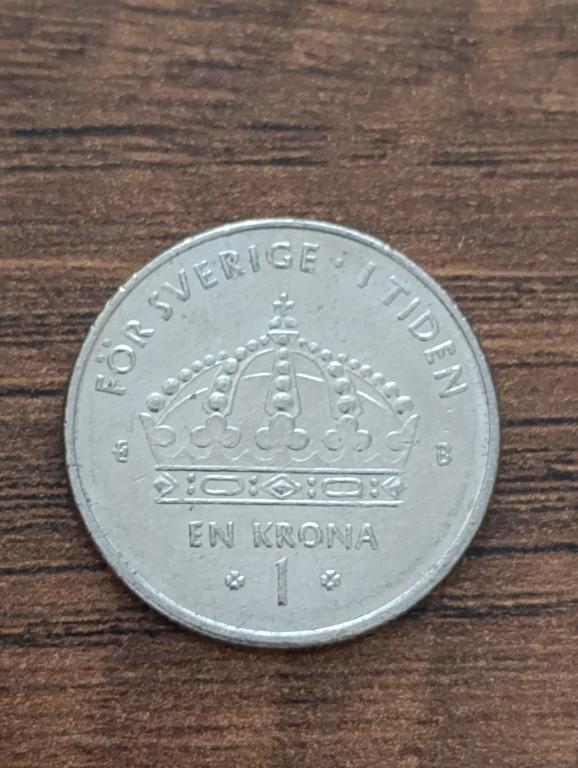 FÖR SVERIGE · I TIDEN
B
EN KRONA
1